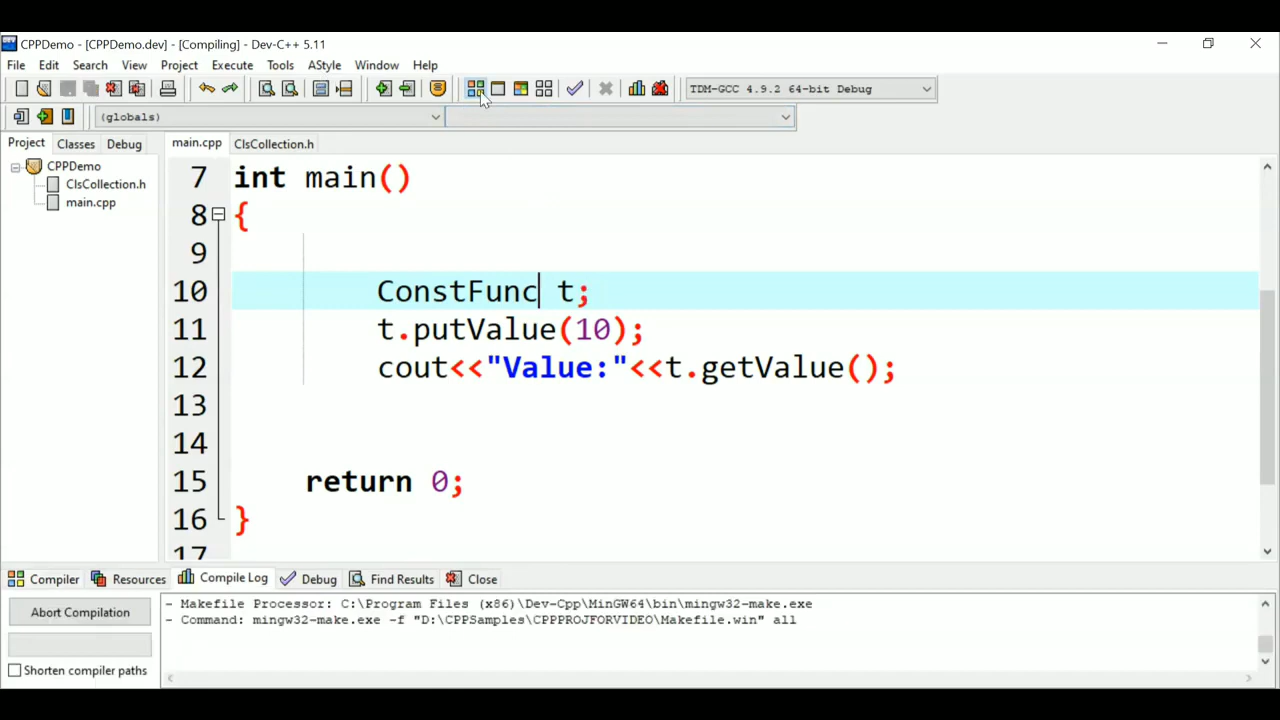 CPPDemo - [CPPDemo.dev] - [Compiling] - Dev-C++ 5.11
File Edit Search View Project Execute Tools AStyle Window Help
TDM-GCC 4.9.2 64-bit Debug
(globals)
Project Classes Debug
main.cpp ClsCollection.h
CPPDemo
ClsCollection.h
main.cpp
7 int main()
8 {
9
10 ConstFunc t;
11 t.putValue(10);
12 cout<<"Value:"<<t.getValue();
13
14
15 return 0;
16 }
17
Compiler Resources Compile Log Debug Find Results Close
Abort Compilation
Shorten compiler paths
- Makefile Processor: C:\Program Files (x86)\Dev-Cpp\MinGW64\bin\mingw32-make.exe
- Command: mingw32-make.exe -f "D:\CPPSamples\CPPPROJFORVIDEO\Makefile.win" all